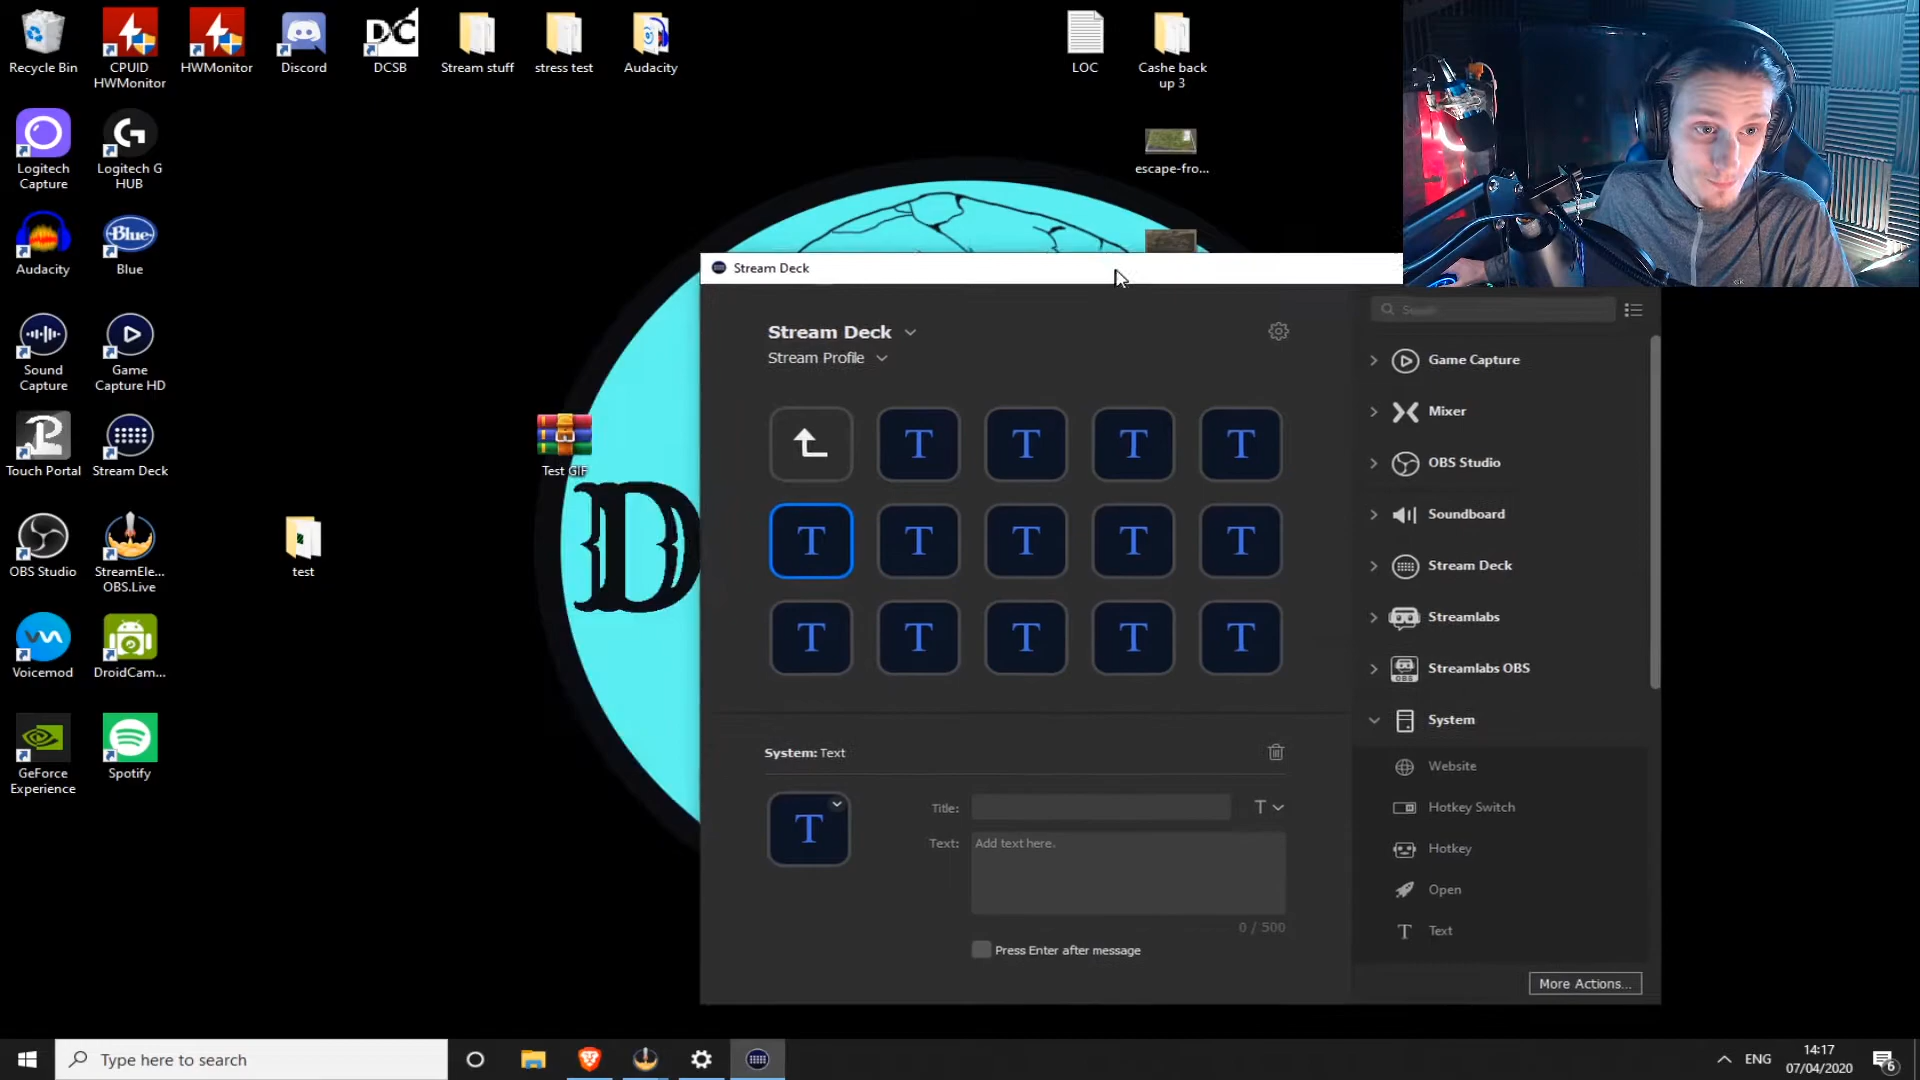 Recycle Bin
CPUID
HWMonitor
HWMonitor
Discord
DC
DCSB
Stream stuff
stress test
Audacity
LOC
Cashe back
up 3
Logitech
Capture
Logitech G
HUB
escape-fro...
Audacity
Blue
Blue
Stream Deck
Sound
Capture
Game
Capture HD
Touch Portal
Stream Deck
Test GIF
OBS Studio
StreamEle...
OBS.Live
test
D
Voicemod
DroidCam...
GeForce
Experience
Spotify
Stream Deck
Stream Profile
T T T T
T T T T T
T T T T T
System: Text
T
Title:
T
Text:
Add text here.
0 / 500
Press Enter after message
Search
Game Capture
Mixer
OBS Studio
Soundboard
Stream Deck
Streamlabs
OBS
Streamlabs OBS
System
Website
Hotkey Switch
Hotkey
Open
T Text
More Actions...
Type here to search
ENG
14:17
07/04/2020
6